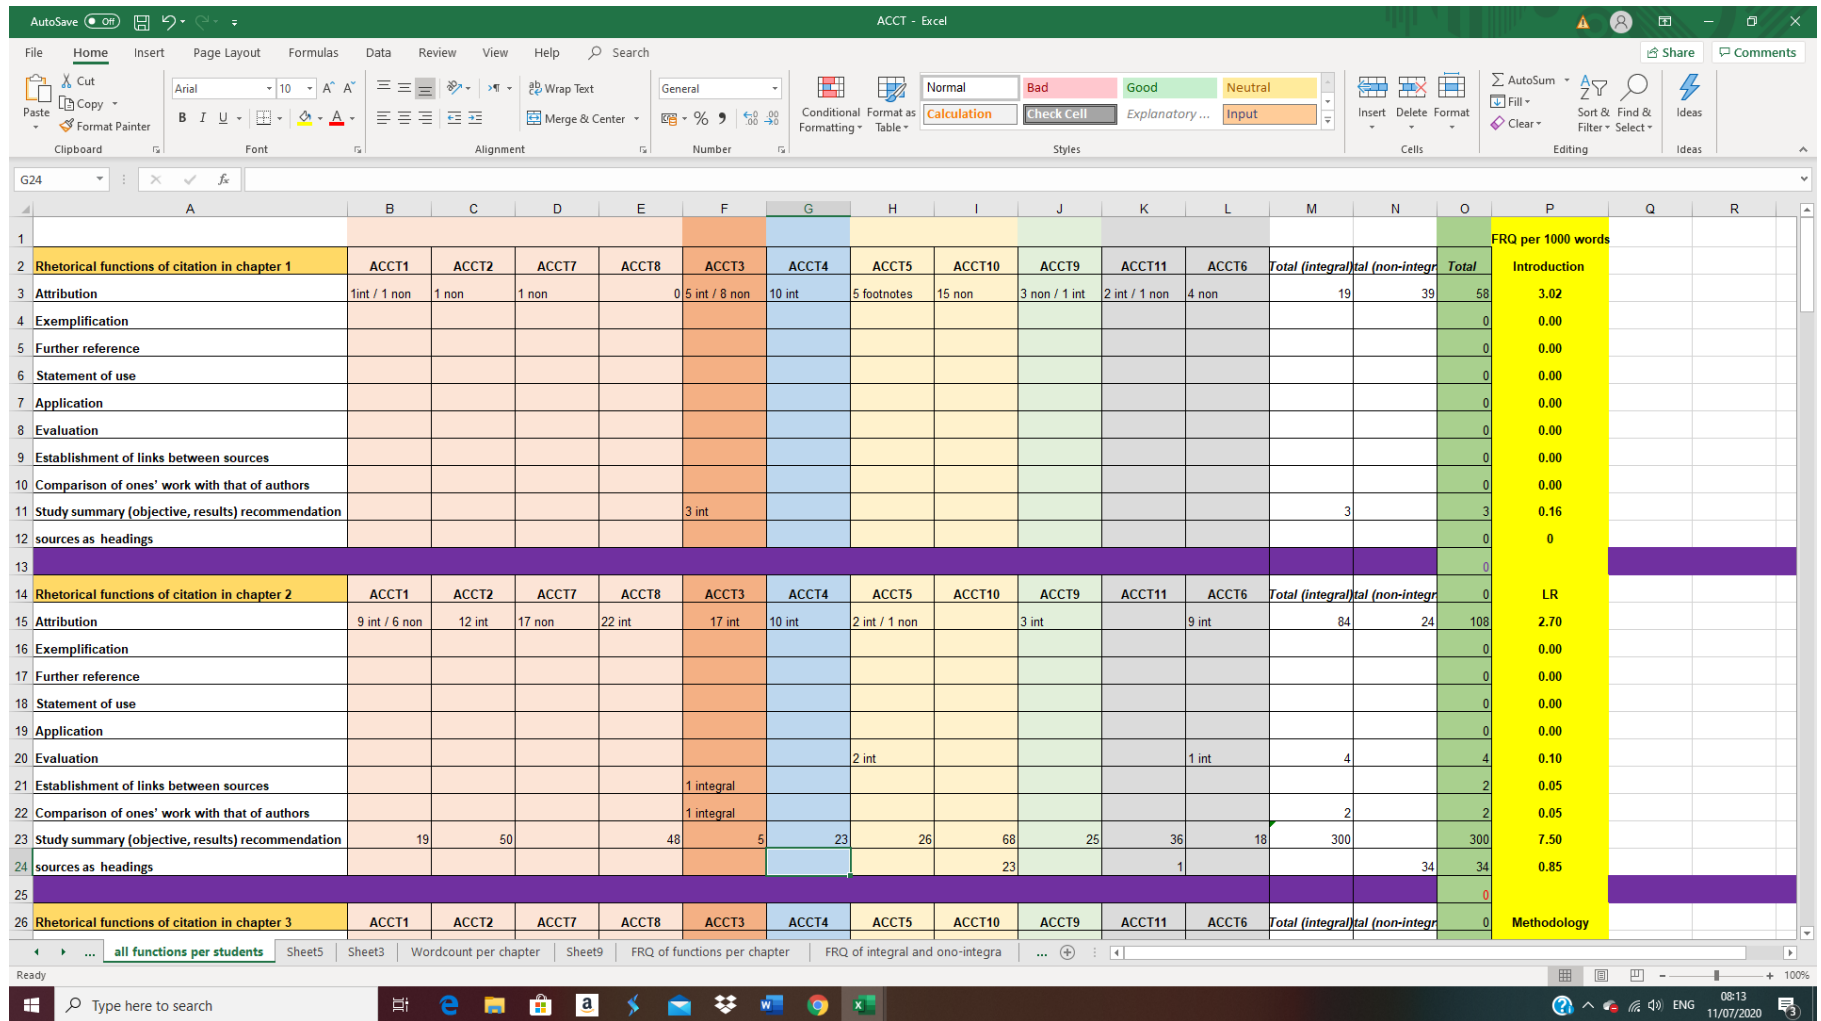 AutoSave Off ACCT - Excel
File Home Insert Page Layout Formulas Data Review View Help Search Share Comments
Paste Cut Copy Format Painter Clipboard
Arial 10 B I U Font
Wrap Text Merge & Center Alignment
General % Number
Conditional Formatting Format as Table
Normal Bad Good Neutral
Calculation Check Cell Explanatory ... Input
Styles
Insert Delete Format Cells
AutoSum Fill Clear Sort & Filter Find & Select Editing
Ideas Ideas
G24 fx
A B C D E F G H I J K L M N O P Q R
1 FRQ per 1000 words
2 Rhetorical functions of citation in chapter 1 ACCT1 ACCT2 ACCT7 ACCT8 ACCT3 ACCT4 ACCT5 ACCT10 ACCT9 ACCT11 ACCT6 Total (integral) tal (non-integr Total Introduction
3 Attribution 1int / 1 non 1 non 1 non 0 5 int / 8 non 10 int 5 footnotes 15 non 3 non / 1 int 2 int / 1 non 4 non 19 39 58 3.02
4 Exemplification 0 0.00
5 Further reference 0 0.00
6 Statement of use 0 0.00
7 Application 0 0.00
8 Evaluation 0 0.00
9 Establishment of links between sources 0 0.00
10 Comparison of ones’ work with that of authors 0 0.00
11 Study summary (objective, results) recommendation 3 int 3 3 0.16
12 sources as headings 0 0
13 0
14 Rhetorical functions of citation in chapter 2 ACCT1 ACCT2 ACCT7 ACCT8 ACCT3 ACCT4 ACCT5 ACCT10 ACCT9 ACCT11 ACCT6 Total (integral) tal (non-integr 0 LR
15 Attribution 9 int / 6 non 12 int 17 non 22 int 17 int 10 int 2 int / 1 non 3 int 9 int 84 24 108 2.70
16 Exemplification 0 0.00
17 Further reference 0 0.00
18 Statement of use 0 0.00
19 Application 0 0.00
20 Evaluation 2 int 1 int 4 4 0.10
21 Establishment of links between sources 1 integral 2 0.05
22 Comparison of ones’ work with that of authors 1 integral 2 2 0.05
23 Study summary (objective, results) recommendation 19 50 48 5 23 26 68 25 36 18 300 300 7.50
24 sources as headings 23 1 34 34 0.85
25 0
26 Rhetorical functions of citation in chapter 3 ACCT1 ACCT2 ACCT7 ACCT8 ACCT3 ACCT4 ACCT5 ACCT10 ACCT9 ACCT11 ACCT6 Total (integral) tal (non-integr 0 Methodology
... all functions per students Sheet5 Sheet3 Wordcount per chapter Sheet9 FRQ of functions per chapter FRQ of integral and ono-integra ...
Ready 100%
Type here to search ENG 08:13
11/07/2020 3